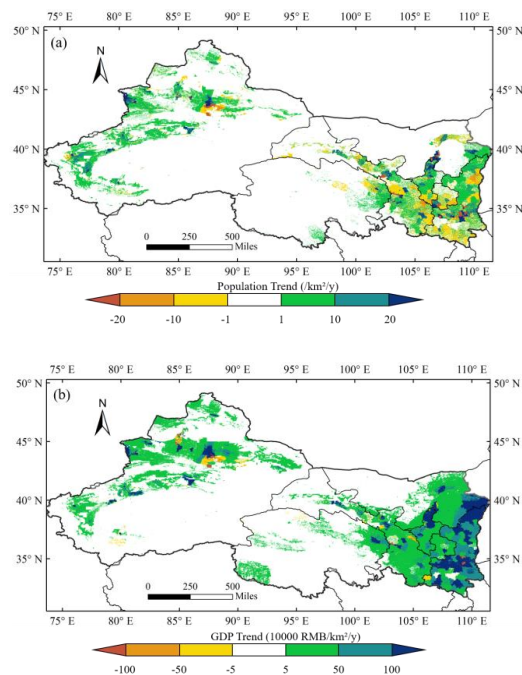 75° E 80° E 85° E 90° E 95° E 100° E 105° E 110° E
50° N
(a)
N
45° N 45° N
40° N 40° N
35° N 35° N
0 250 500
Miles
75° E 80° E 85° E 90° E 95° E 100° E 105° E 110° E
Population Trend (/km²/y)
-20 -10 -1 1 10 20
75° E 80° E 85° E 90° E 95° E 100° E 105° E 110° E
50° N 50° N
(b)
N
45° N 45° N
40° N 40° N
35° N 35° N
0 250 500
Miles
75° E 80° E 85° E 90° E 95° E 100° E 105° E 110° E
GDP Trend (10000 RMB/km²/y)
-100 -50 -5 5 50 100